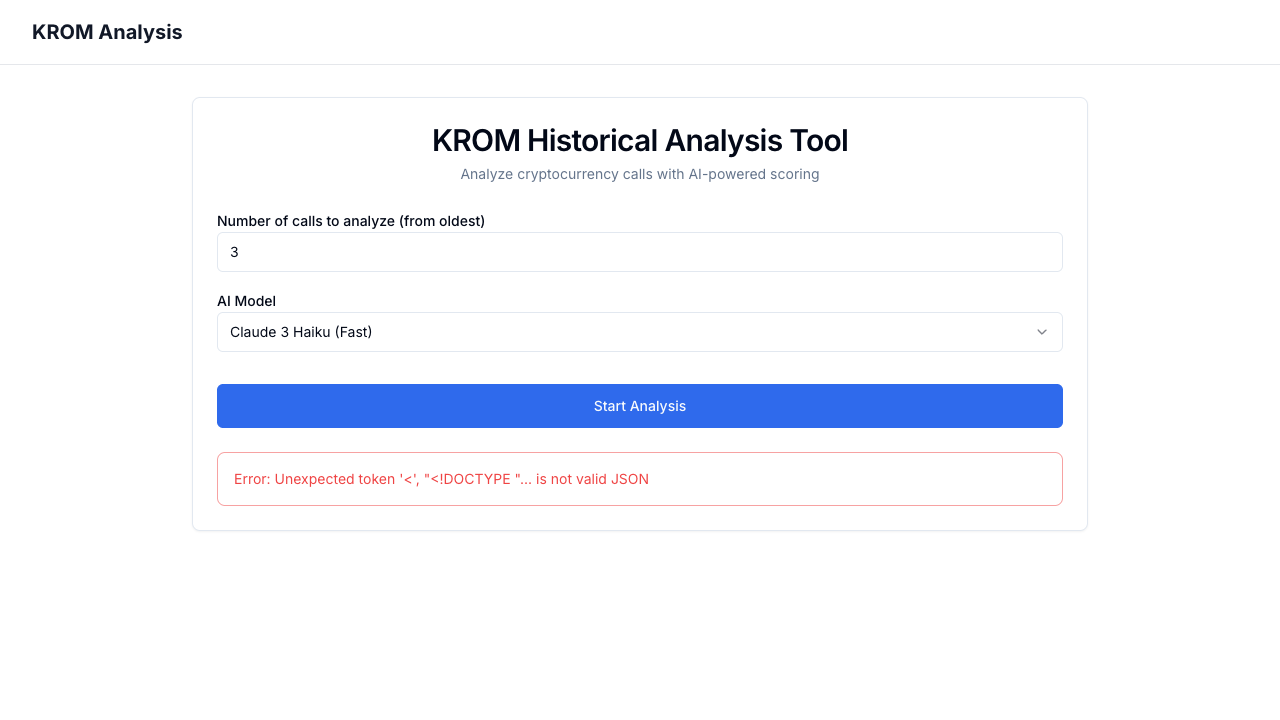 KROM Analysis
KROM Historical Analysis Tool
Analyze cryptocurrency calls with AI-powered scoring
Number of calls to analyze (from oldest)
3
AI Model
Claude 3 Haiku (Fast)
Start Analysis
Error: Unexpected token '<', "<!DOCTYPE "... is not valid JSON